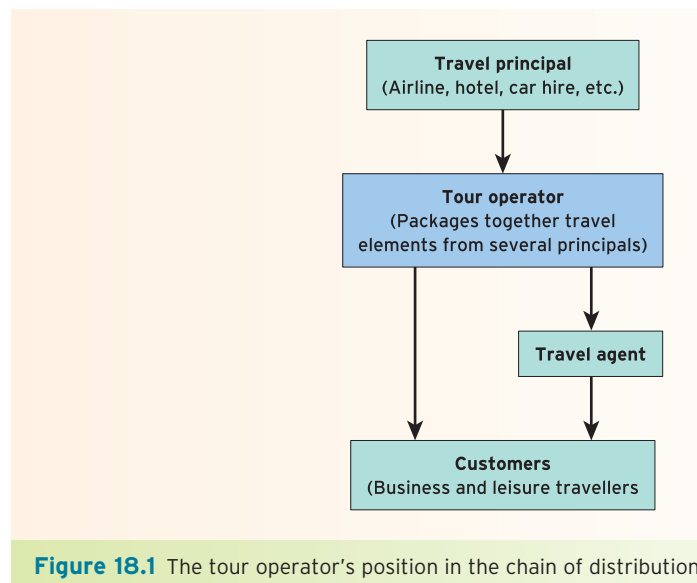 Travel principal
(Airline, hotel, car hire, etc.)
Tour operator
(Packages together travel
elements from several principals)
Travel agent
Customers
(Business and leisure travellers
Figure 18.1 The tour operator's position in the chain of distribution